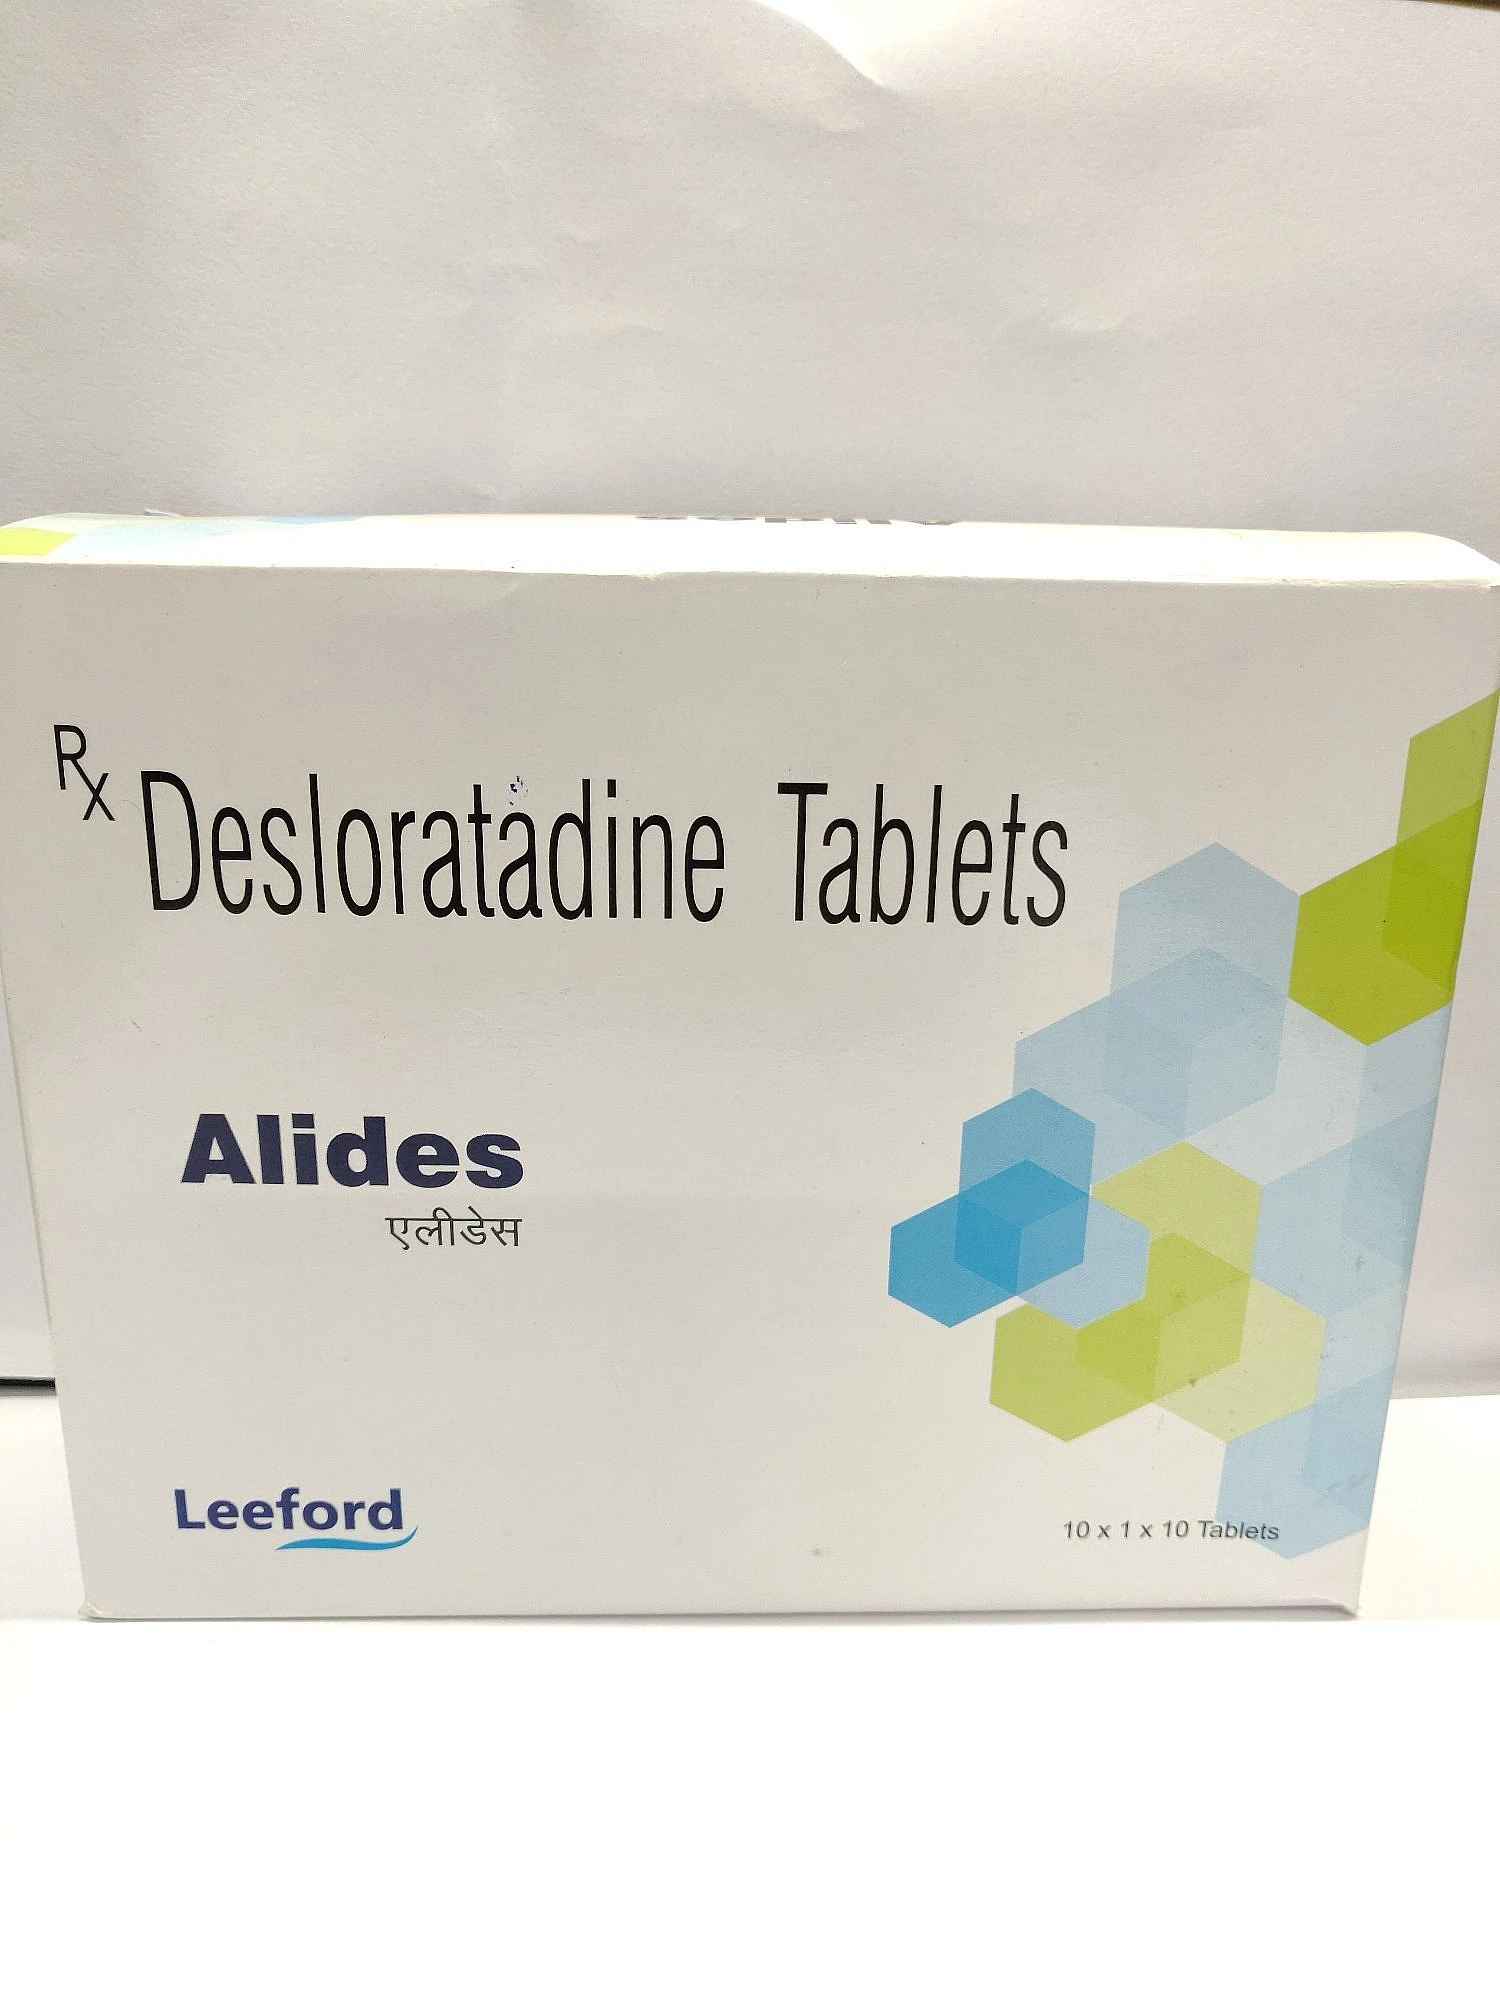 Rx Desloratadine Tablets
Alides
एलीडेस
Leeford
10 x 1 x 10 Tablets